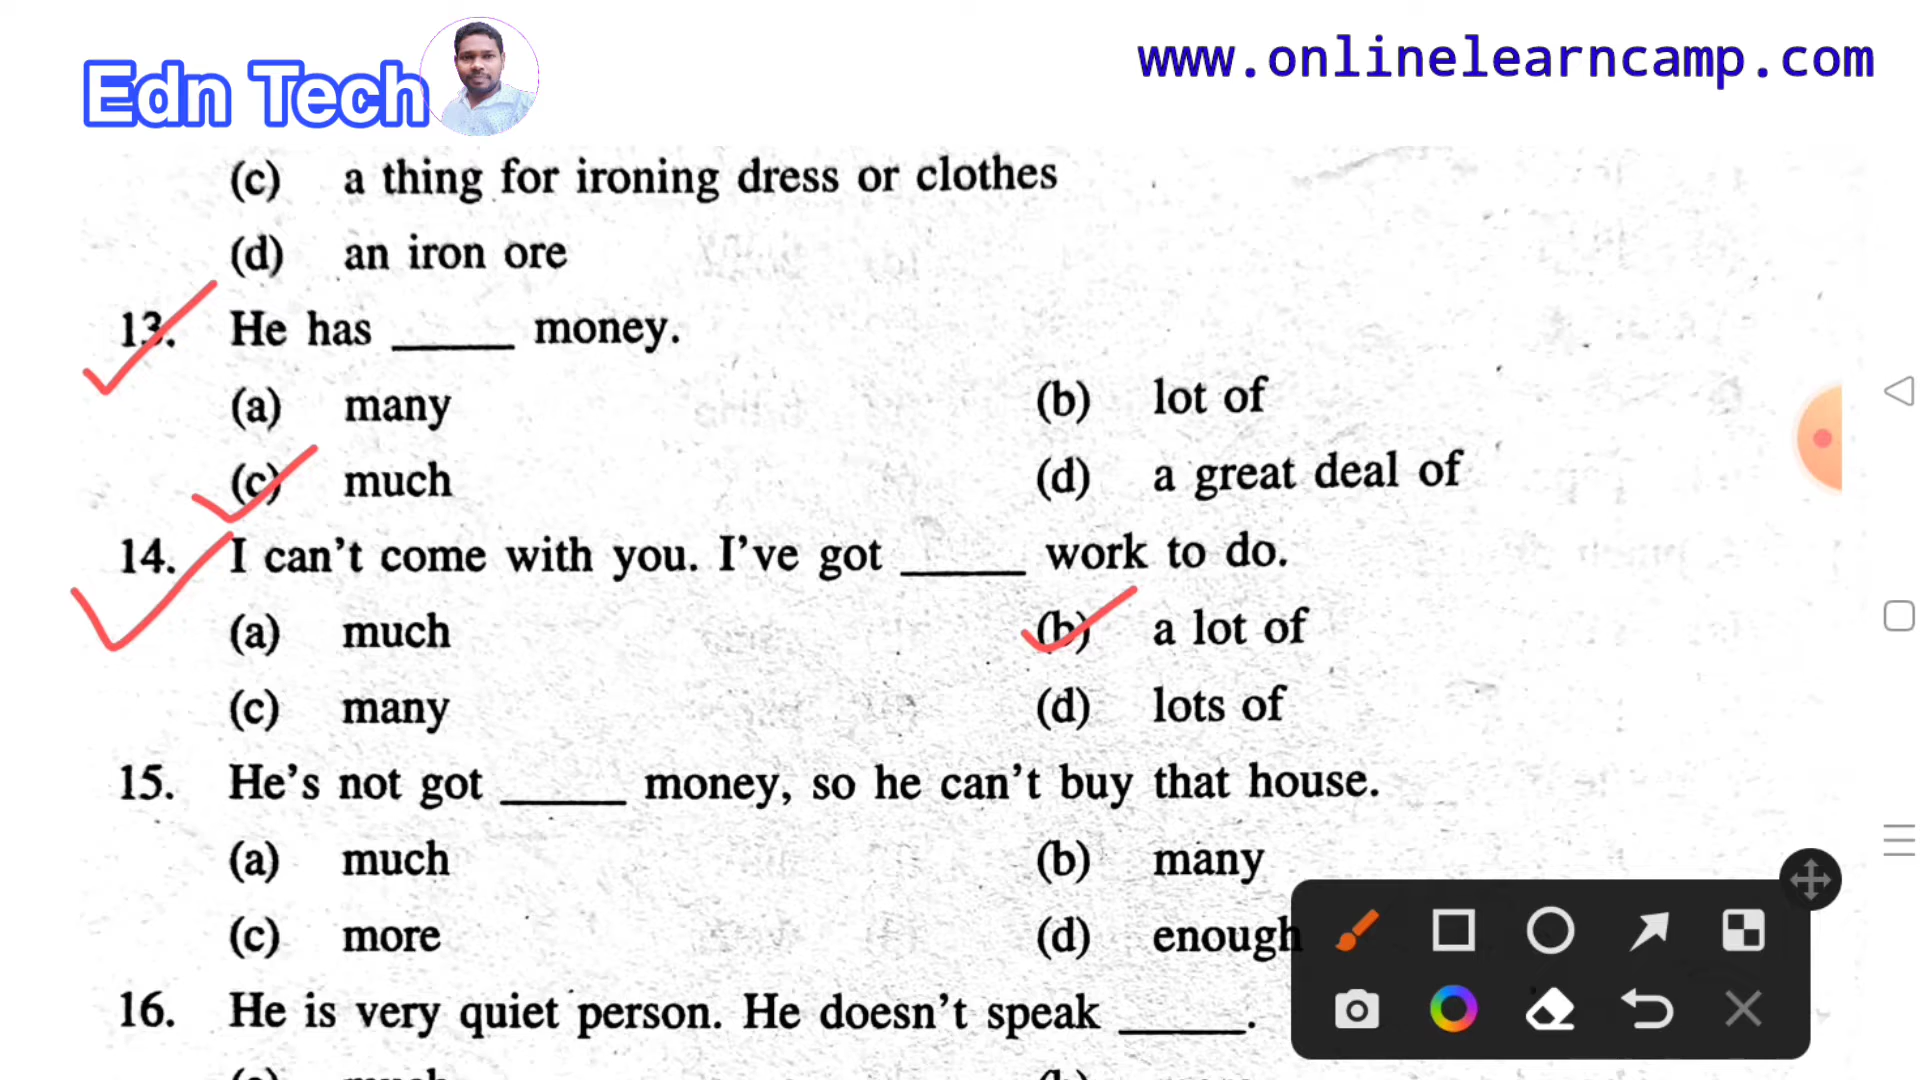 Edn Tech
www.onlinelearncamp.com
(c) a thing for ironing dress or clothes
(d) an iron ore
13. He has _____ money.
(a) many (b) lot of
(c) much (d) a great deal of
14. I can't come with you. I've got _____ work to do.
(a) much (b) a lot of
(c) many (d) lots of
15. He's not got _____ money, so he can't buy that house.
(a) much (b) many
(c) more (d) enough
16. He is very quiet person. He doesn't speak _____.
(a) much (b)